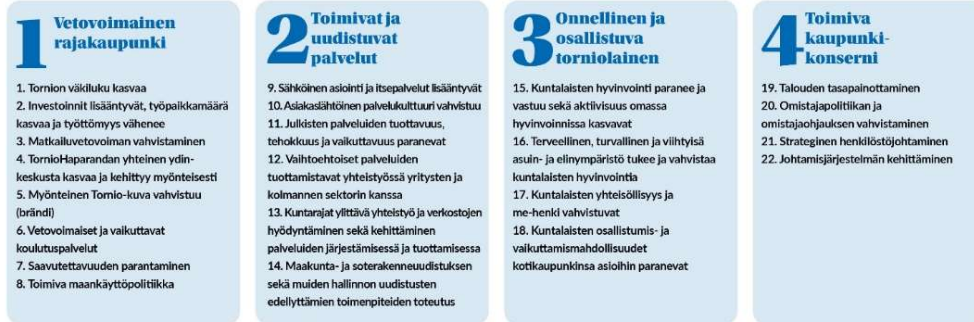 1 Vetovoimainen
rajakaupunki
1. Tornion väkiluku kasvaa
2. Investoinnit lisääntyvät, työpaikkamäärä
kasvaa ja työttömyys vähenee
3. Matkailuvetovoiman vahvistaminen
4. TornioHaparandan yhteinen ydin-
keskusta kasvaa ja kehittyy myönteisesti
5. Myönteinen Tornio-kuva vahvistuu
(brändi)
6. Vetovoimaiset ja vaikuttavat
koulutuspalvelut
7. Saavutettavuuden parantaminen
8. Toimiva maankäyttöpolitiikka
2 Toimivat ja
uudistuvat
palvelut
9. Sähköinen asiointi ja itsepalvelut lisääntyvät
10. Asiakaslähtöinen palvelukulttuuri vahvistuu
11. Julkisten palveluiden tuottavuus,
tehokkuus ja vaikuttavuus paranevat
12. Vaihtoehtoiset palveluiden
tuottamistavat yhteistyössä yritysten ja
kolmannen sektorin kanssa
13. Kuntarajat ylittävä yhteistyö ja verkostojen
hyödyntäminen sekä kehittäminen
palveluiden järjestämisessä ja tuottamisessa
14. Maakunta- ja soterakenneuudistuksen
sekä muiden hallinnon uudistusten
edellyttämien toimenpiteiden toteutus
3 Onnellinen ja
osallistuva
torniolainen
15. Kuntalaisten hyvinvointi paranee ja
vastuu sekä aktiivisuus omassa
hyvinvoinnissa kasvavat
16. Terveellinen, turvallinen ja viihtyisä
asuin- ja elinympäristö tukee ja vahvistaa
kuntalaisten hyvinvointia
17. Kuntalaisten yhteisöllisyys ja
me-henki vahvistuvat
18. Kuntalaisten osallistumis- ja
vaikuttamismahdollisuudet
kotikaupunkinsa asioihin paranevat
4 Toimiva
kaupunki-
konserni
19. Talouden tasapainottaminen
20. Omistajapolitiikan ja
omistajaohjauksen vahvistaminen
21. Strateginen henkilöstöjohtaminen
22. Johtamisjärjestelmän kehittäminen